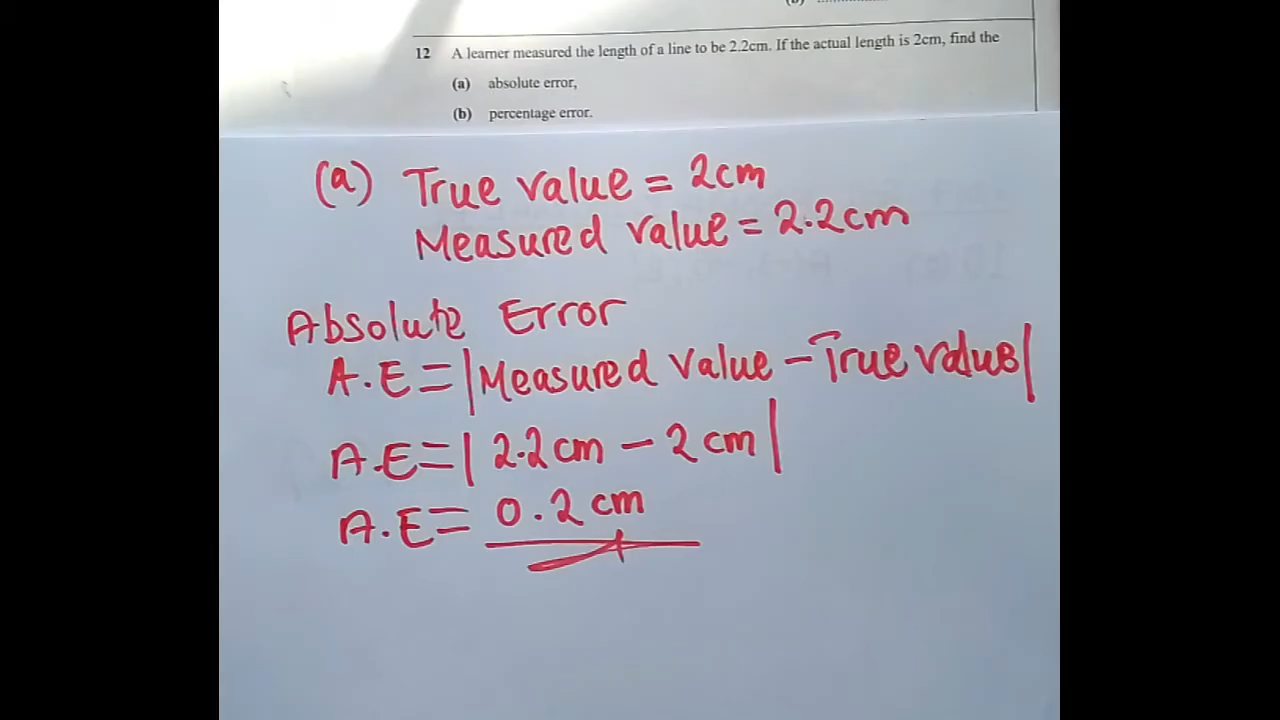 (b)
12 A learner measured the length of a line to be 2.2cm. If the actual length is 2cm, find the
(a) absolute error,
(b) percentage error.
(a) True value = 2cm
Measured value = 2.2cm
Absolute Error
A.E = |Measured value - True value|
A.E = | 2.2cm - 2cm |
A.E = 0.2cm